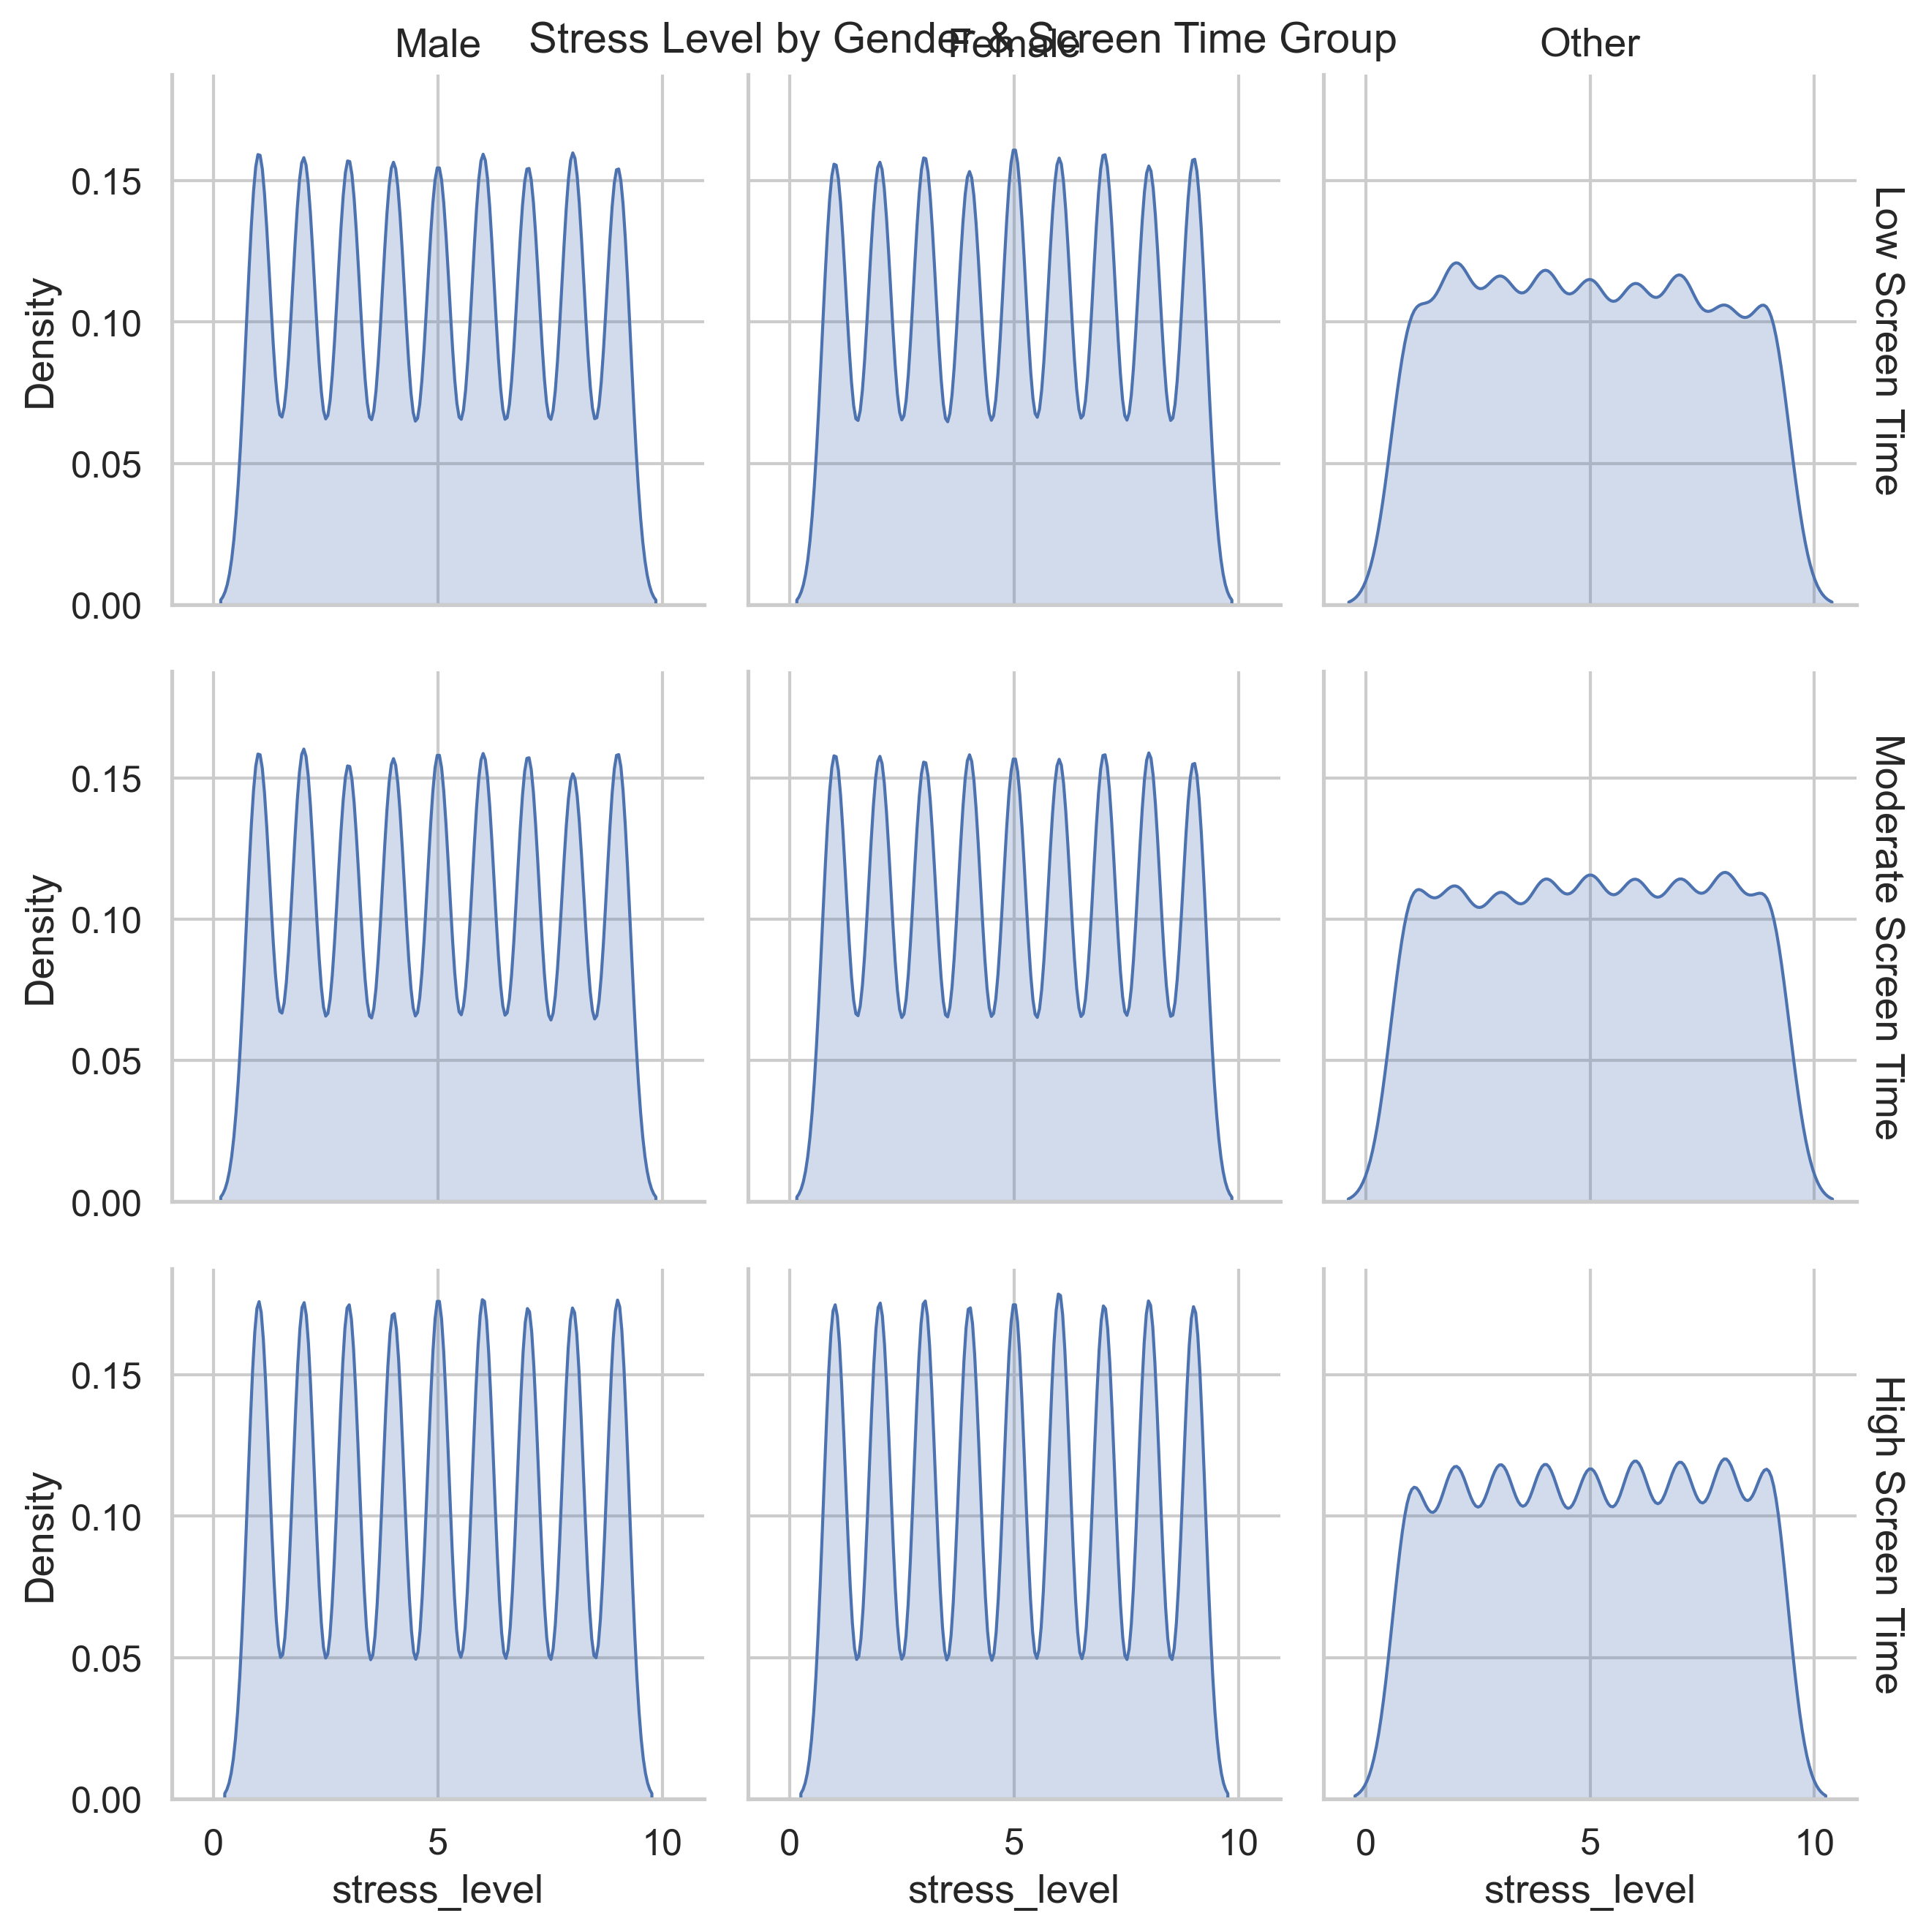 Stress Level by Gender & Screen Time Group
Male
Female
Other
Density
0.15
0.10
0.05
0.00
Low Screen Time
Density
0.15
0.10
0.05
0.00
Moderate Screen Time
Density
0.15
0.10
0.05
0.00
High Screen Time
0 5 10
0 5 10
0 5 10
stress_level
stress_level
stress_level